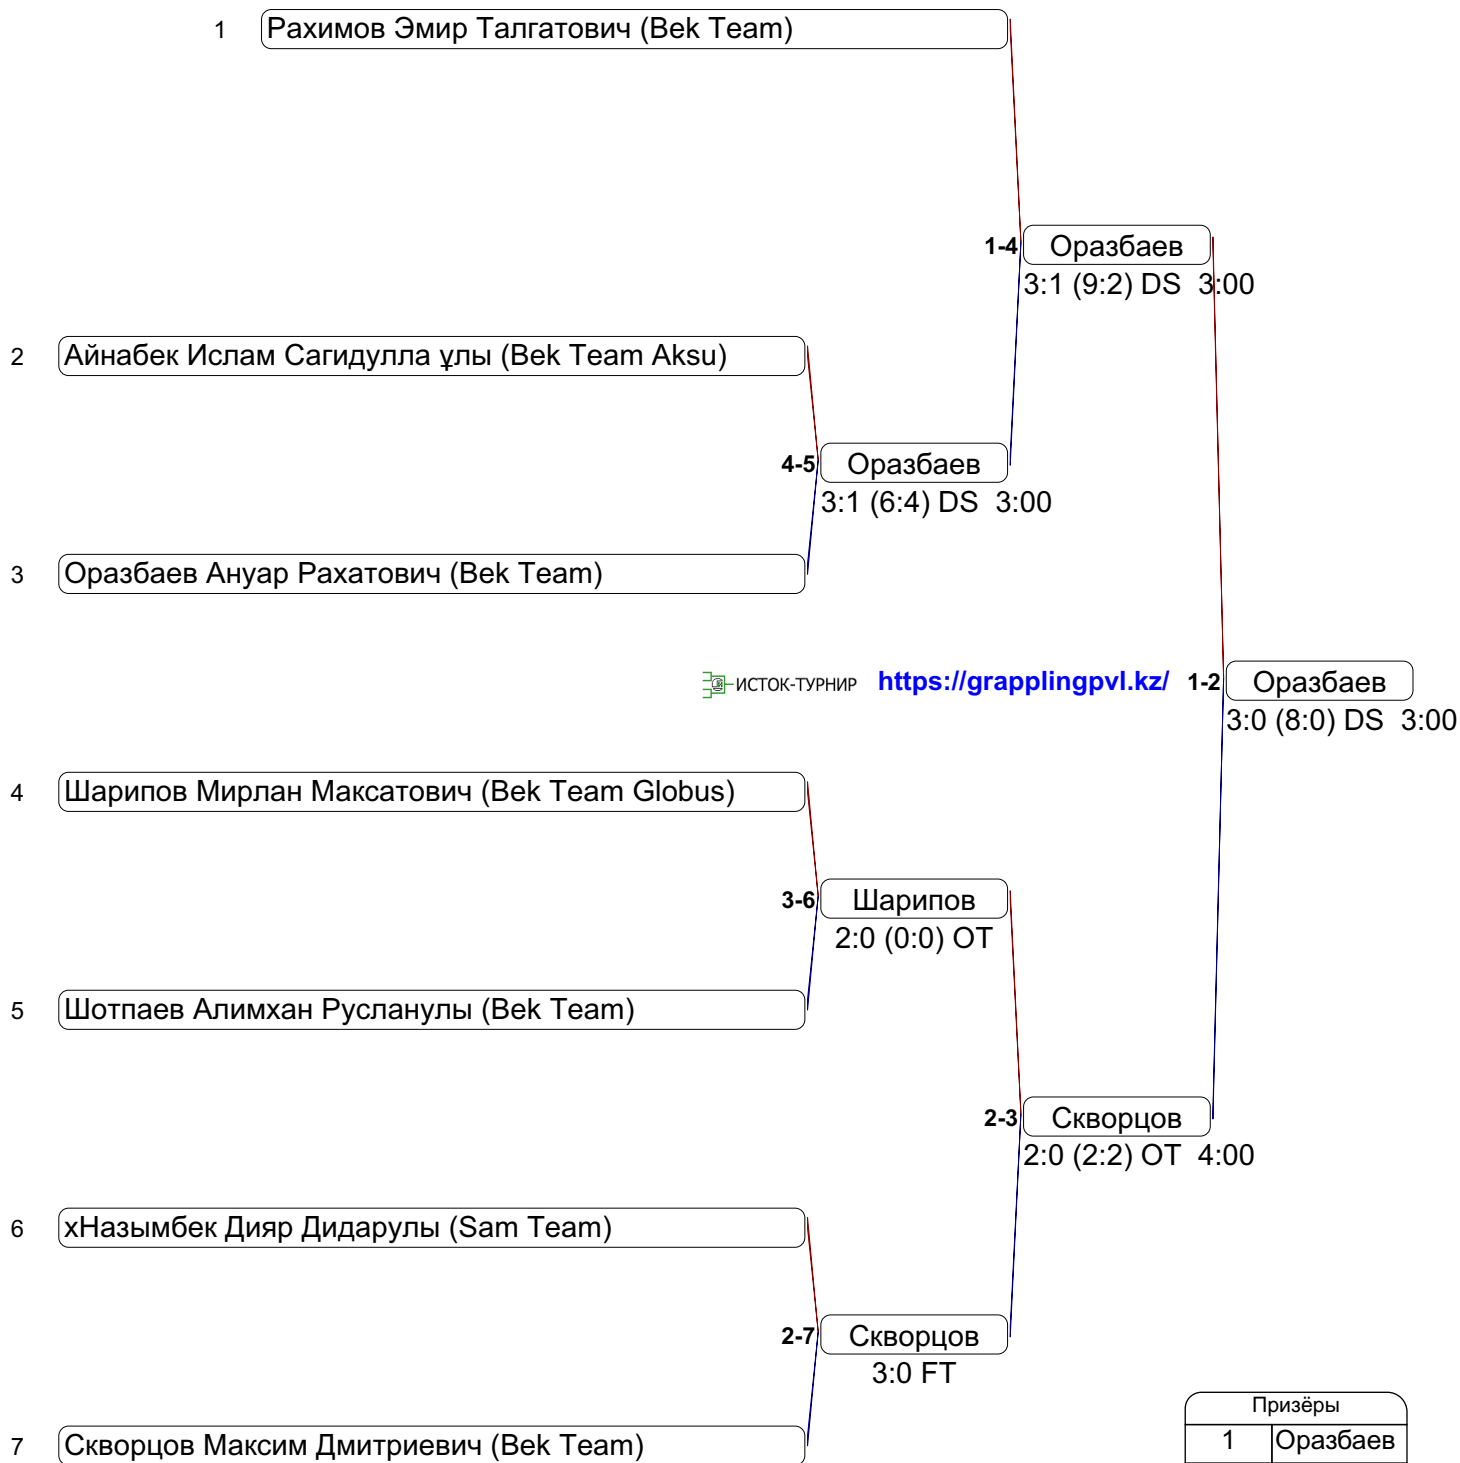 1 Рахимов Эмир Талгатович (Bek Team)
1-4 Оразбаев
3:1 (9:2) DS 3:00
2 Айнабек Ислам Сагидулла ұлы (Bek Team Aksu)
4-5 Оразбаев
3:1 (6:4) DS 3:00
3 Оразбаев Ануар Рахатович (Bek Team)
ИСТОК-ТУРНИР https://grapplingpvl.kz/ 1-2 Оразбаев
3:0 (8:0) DS 3:00
4 Шарипов Мирлан Максатович (Bek Team Globus)
3-6 Шарипов
2:0 (0:0) OT
5 Шотпаев Алимхан Русланулы (Bek Team)
2-3 Скворцов
2:0 (2:2) OT 4:00
6 хНазымбек Дияр Дидарулы (Sam Team)
2-7 Скворцов
3:0 FT
Призёры
1 Оразбаев
7 Скворцов Максим Дмитриевич (Bek Team)